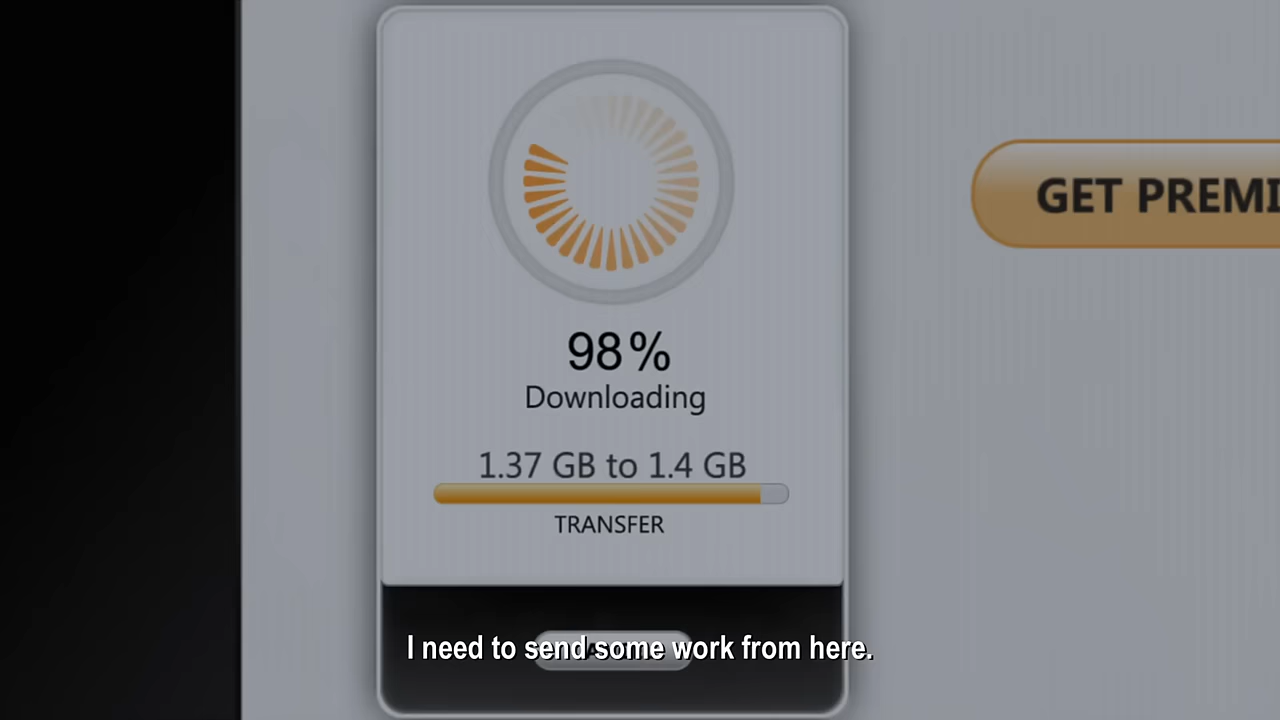 GET PREMI
98%
Downloading
1.37 GB to 1.4 GB
TRANSFER
I need to send some work from here.